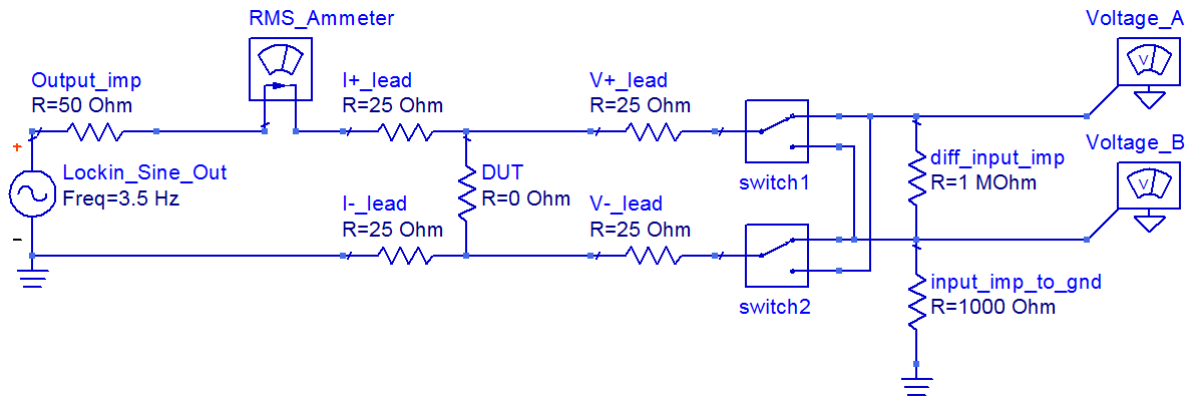 RMS_Ammeter
Voltage_A
V
Output_imp
R=50 Ohm
I+_lead
R=25 Ohm
V+_lead
R=25 Ohm
+
Lockin_Sine_Out
Freq=3.5 Hz
-
DUT
R=0 Ohm
switch1
diff_input_imp
R=1 MOhm
Voltage_B
V
I-_lead
R=25 Ohm
V-_lead
R=25 Ohm
switch2
input_imp_to_gnd
R=1000 Ohm